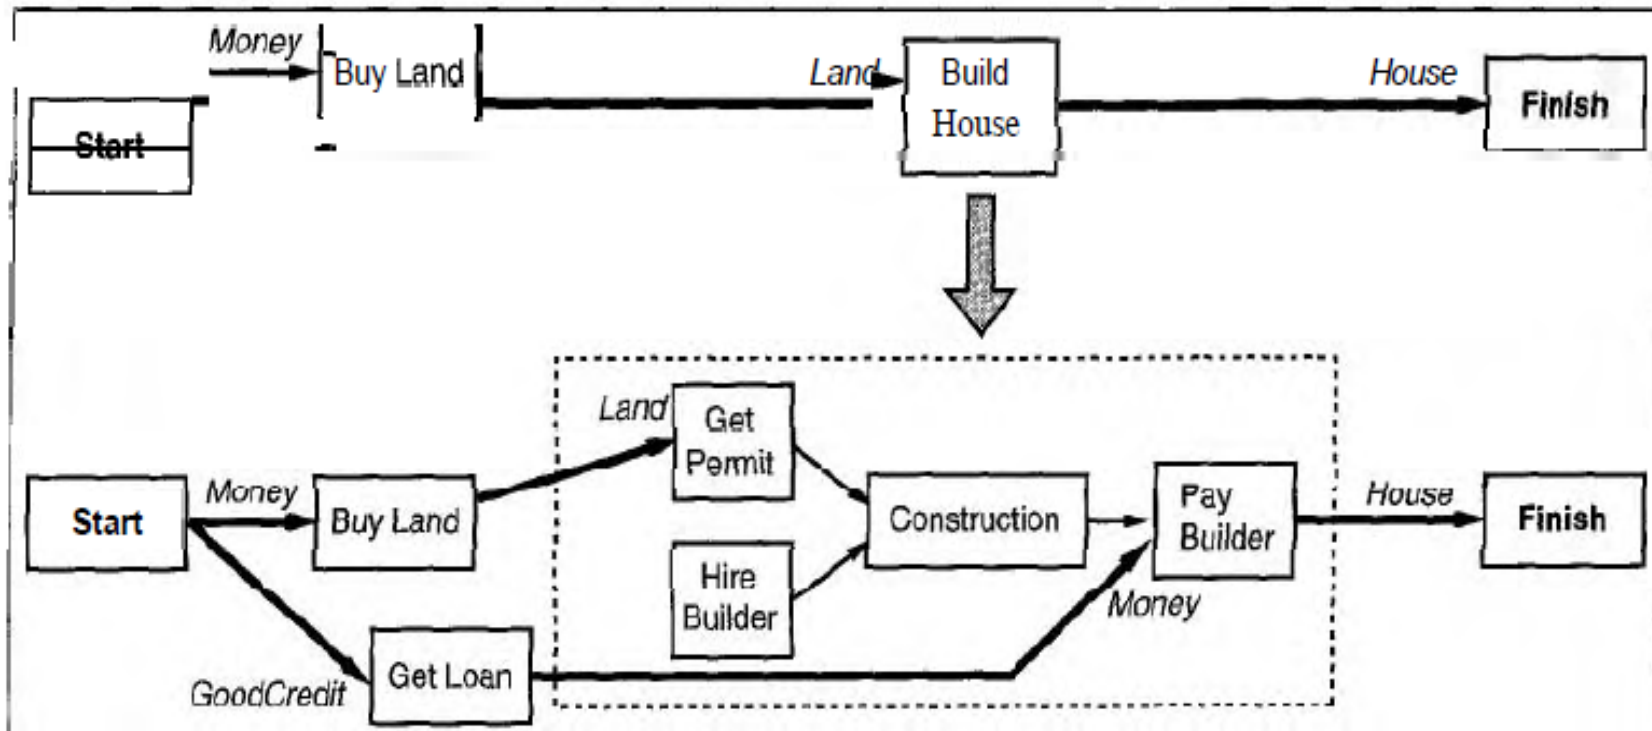 Money
Buy Land
Land
Build
House
House
Finish
Start
Land
Get
Permit
Start
Money
Buy Land
Construction
Pay
Builder
House
Finish
Hire
Builder
Money
GoodCredit
Get Loan